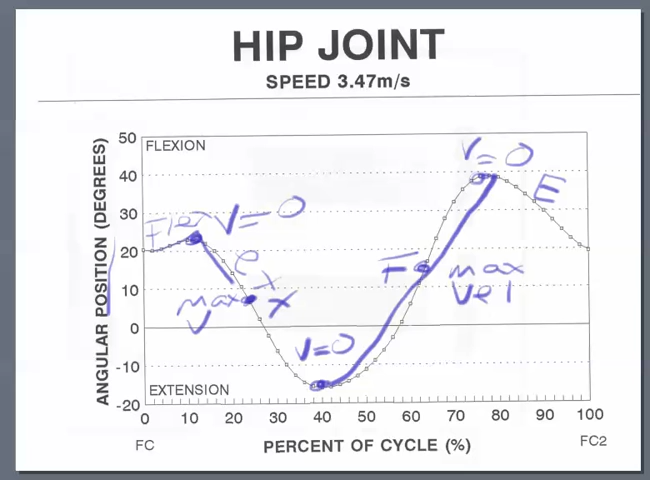 HIP JOINT
SPEED 3.47m/s
ANGULAR POSITION (DEGREES)
50
40
30
20
10
0
-10
-20
FLEXION
EXTENSION
V=0
E
Flex
V=0
ex
max
V
x
F
max
Vel
V=0
0 10 20 30 40 50 60 70 80 90 100
FC
PERCENT OF CYCLE (%)
FC2